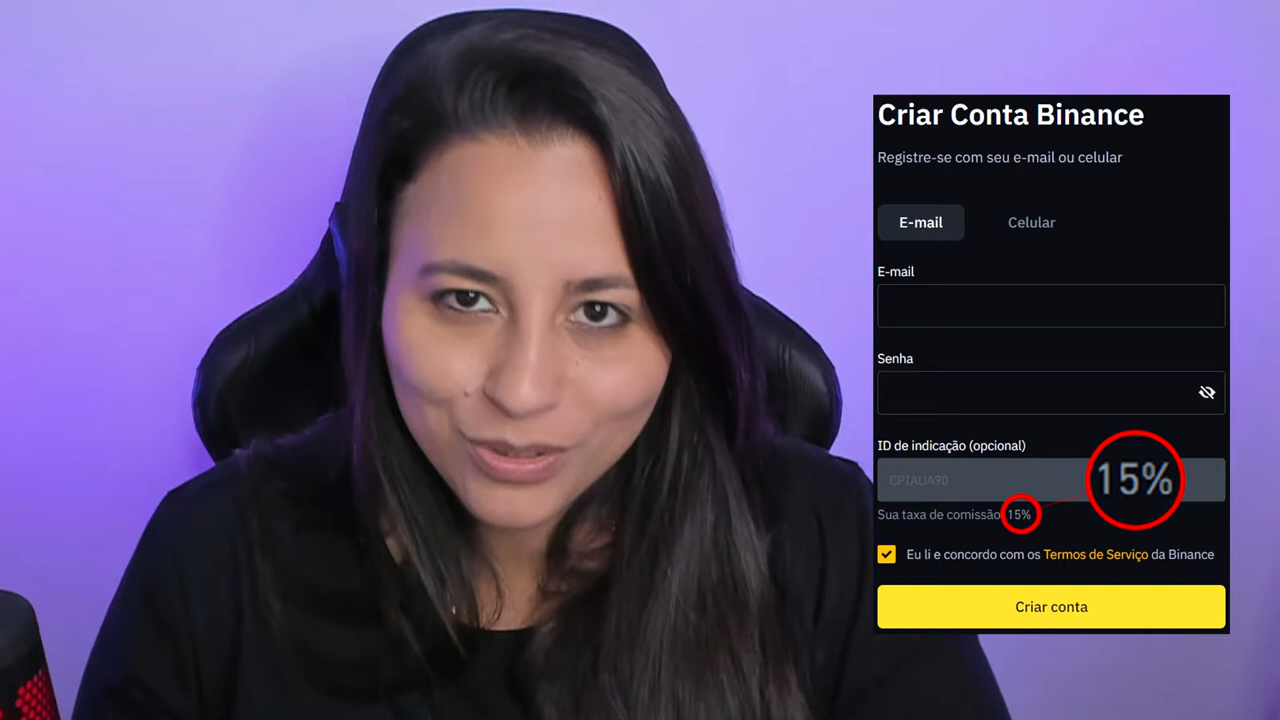 Criar Conta Binance
Registre-se com seu e-mail ou celular
E-mail Celular
E-mail
Senha
ID de indicação (opcional)
CPIAUA90
15%
Sua taxa de comissão 15%
Eu li e concordo com os Termos de Serviço da Binance
Criar conta